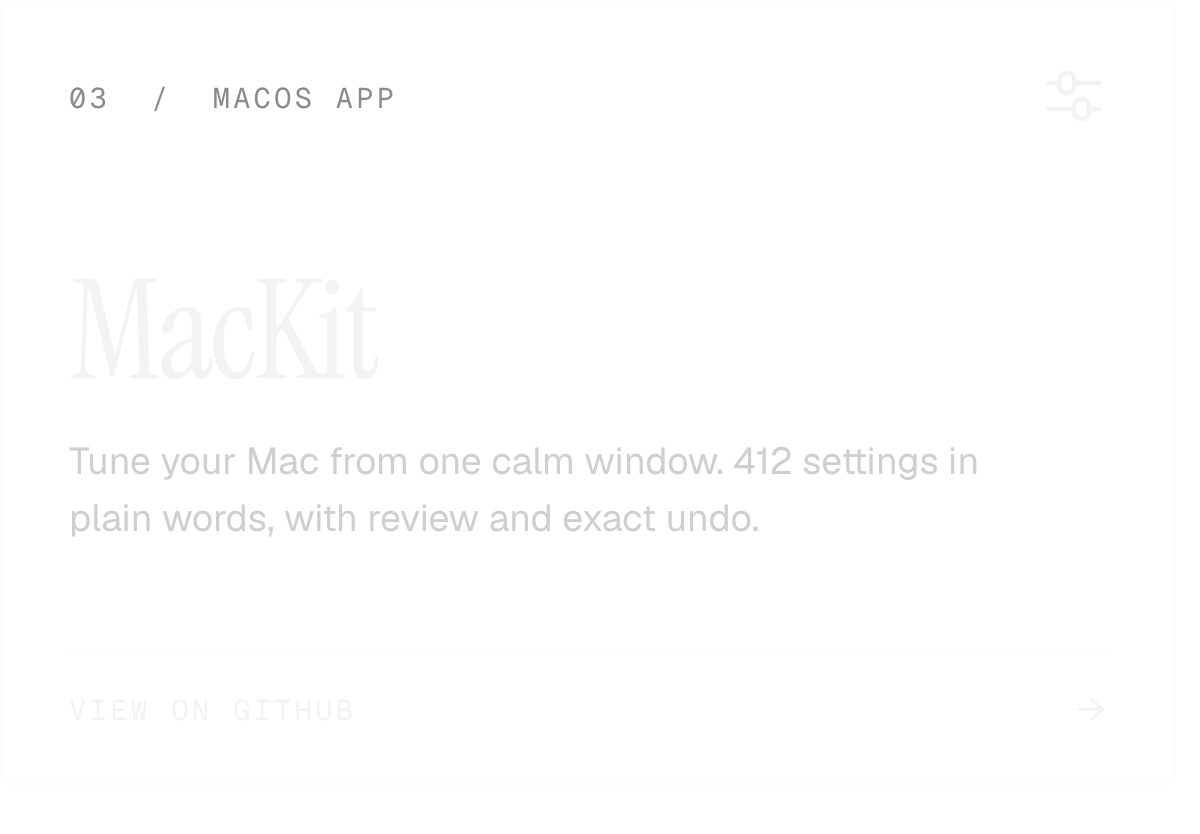 03 / MACOS APP
MacKit
Tune your Mac from one calm window. 412 settings in
plain words, with review and exact undo.
VIEW ON GITHUB